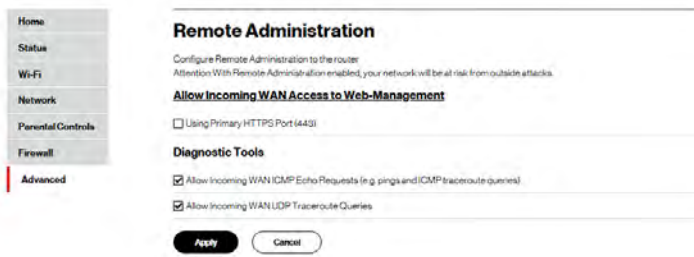 Home
Status
Wi-Fi
Network
Parental Controls
Firewall
Advanced
Remote Administration
Configure Remote Administration to the router
Attention With Remote Administration enabled, your network will be at risk from outside attacks.
Allow Incoming WAN Access to Web-Management
Using Primary HTTPS Port (443)
Diagnostic Tools
Allow Incoming WAN ICMP Echo Requests (e.g. pings and ICMP traceroute queries)
Allow Incoming WAN UDP Traceroute Queries
Apply
Cancel